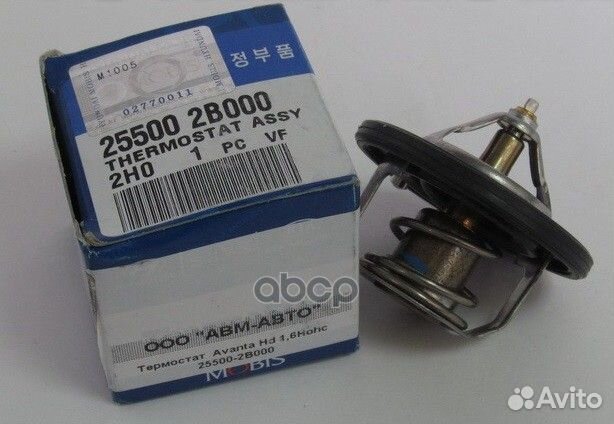 정부품
M1005
02770011
25500 2B000
THERMOSTAT ASSY
2H0 1 PC VF
abcp
ООО "АВМ-АВТО"
Термостат Avanta Hd 1,6Hohc
25500-2B000
MOBIS
Avito